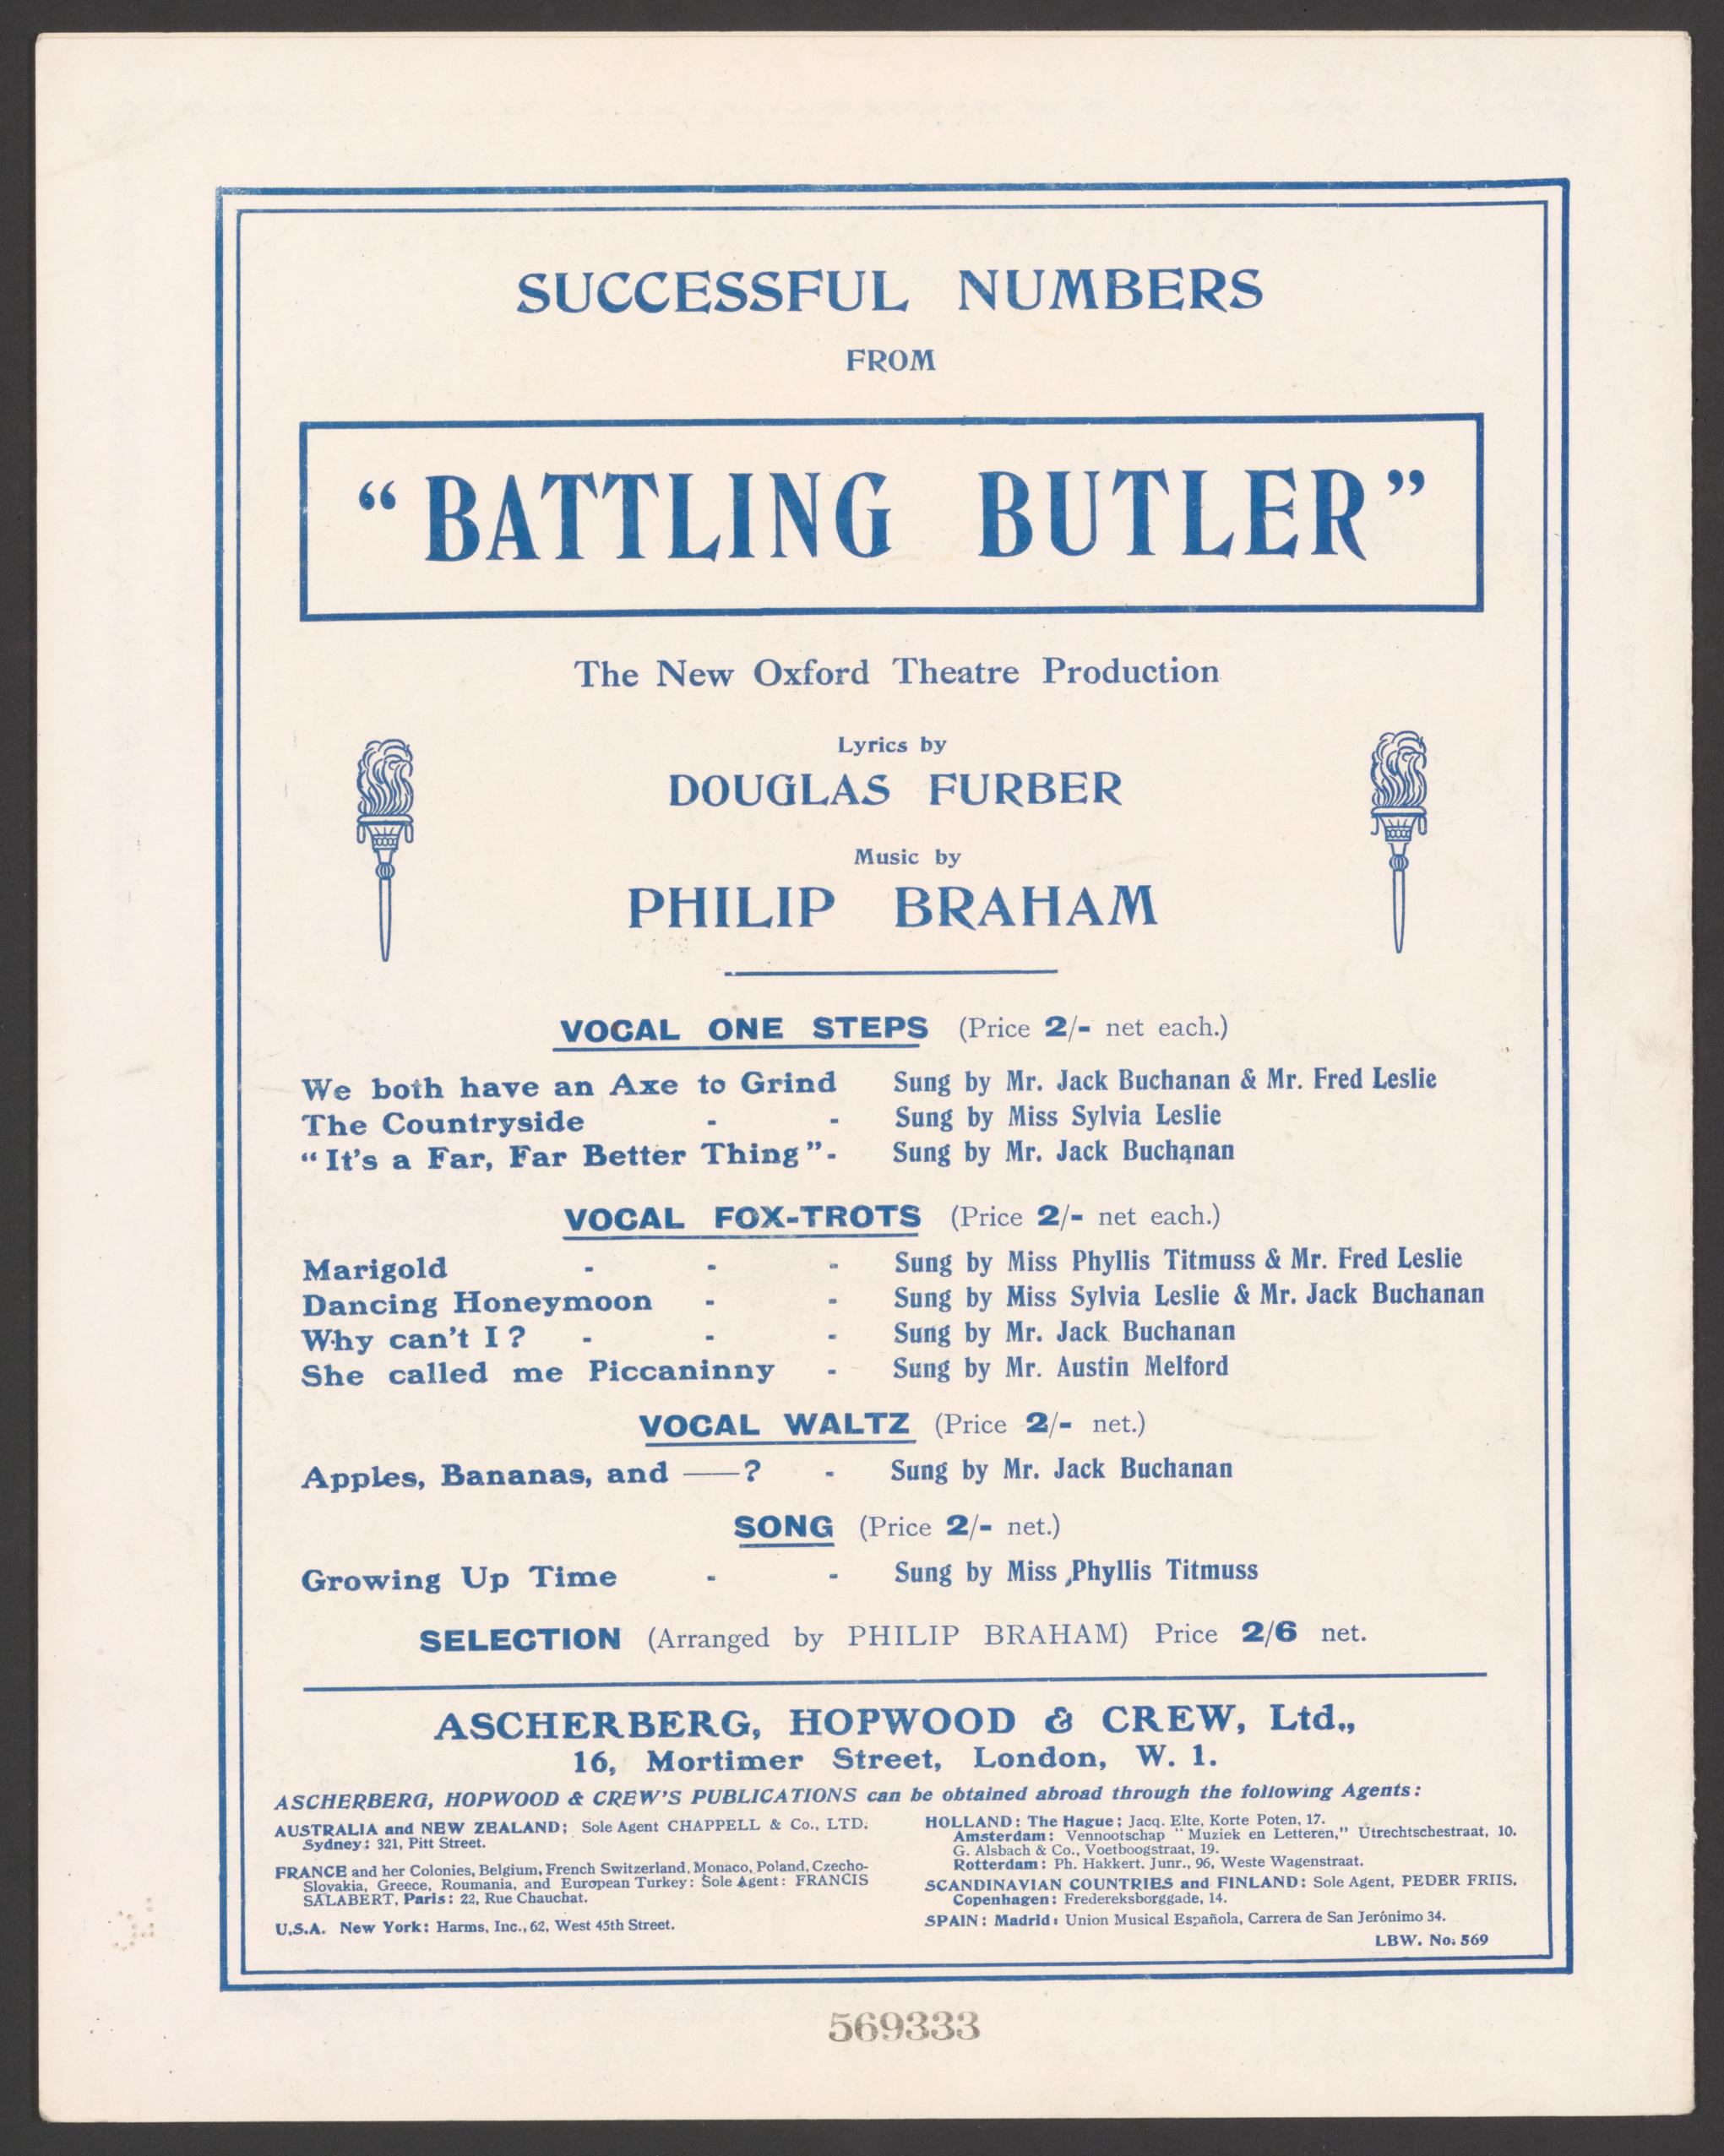 SUCCESSFUL NUMBERS
FROM
“BATTLING BUTLER”
The New Oxford Theatre Production
Lyrics by
DOUGLAS FURBER
Music by
PHILIP BRAHAM
VOCAL ONE STEPS (Price 2/- net each.)
We both have an Axe to Grind Sung by Mr. Jack Buchanan & Mr. Fred Leslie
The Countryside - - Sung by Miss Sylvia Leslie
“It's a Far, Far Better Thing” - Sung by Mr. Jack Buchanan
VOCAL FOX-TROTS (Price 2/- net each.)
Marigold - - - Sung by Miss Phyllis Titmuss & Mr. Fred Leslie
Dancing Honeymoon - - Sung by Miss Sylvia Leslie & Mr. Jack Buchanan
Why can't I? - - - Sung by Mr. Jack Buchanan
She called me Piccaninny - Sung by Mr. Austin Melford
VOCAL WALTZ (Price 2/- net.)
Apples, Bananas, and ——? - Sung by Mr. Jack Buchanan
SONG (Price 2/- net.)
Growing Up Time - - Sung by Miss Phyllis Titmuss
SELECTION (Arranged by PHILIP BRAHAM) Price 2/6 net.
ASCHERBERG, HOPWOOD & CREW, Ltd.,
16, Mortimer Street, London, W. 1.
ASCHERBERG, HOPWOOD & CREW'S PUBLICATIONS can be obtained abroad through the following Agents:
AUSTRALIA and NEW ZEALAND: Sole Agent CHAPPELL & Co., LTD.
Sydney: 321, Pitt Street.
FRANCE and her Colonies, Belgium, French Switzerland, Monaco, Poland, Czecho-
Slovakia, Greece, Roumania, and European Turkey: Sole Agent: FRANCIS
SALABERT, Paris: 22, Rue Chauchat.
U.S.A. New York: Harms, Inc., 62, West 45th Street.
HOLLAND: The Hague: Jacq. Elte, Korte Poten, 17.
Amsterdam: Vennootschap "Muziek en Letteren," Utrechtschestraat, 10.
G. Alsbach & Co., Voetboogstraat, 19.
Rotterdam: Ph. Hakkert. Junr., 96, Weste Wagenstraat.
SCANDINAVIAN COUNTRIES and FINLAND: Sole Agent, PEDER FRIIS,
Copenhagen: Fredereksborggade, 14.
SPAIN: Madrid: Union Musical Española, Carrera de San Jerónimo 34.
LBW. No. 569
569333